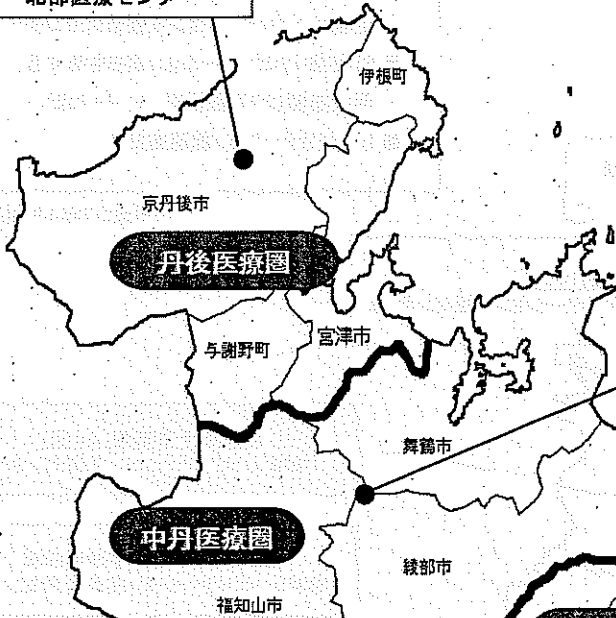 北部医療センター
伊根町
京丹後市
丹後医療圏
与謝野町
宮津市
舞鶴市
中丹医療圏
綾部市
福知山市